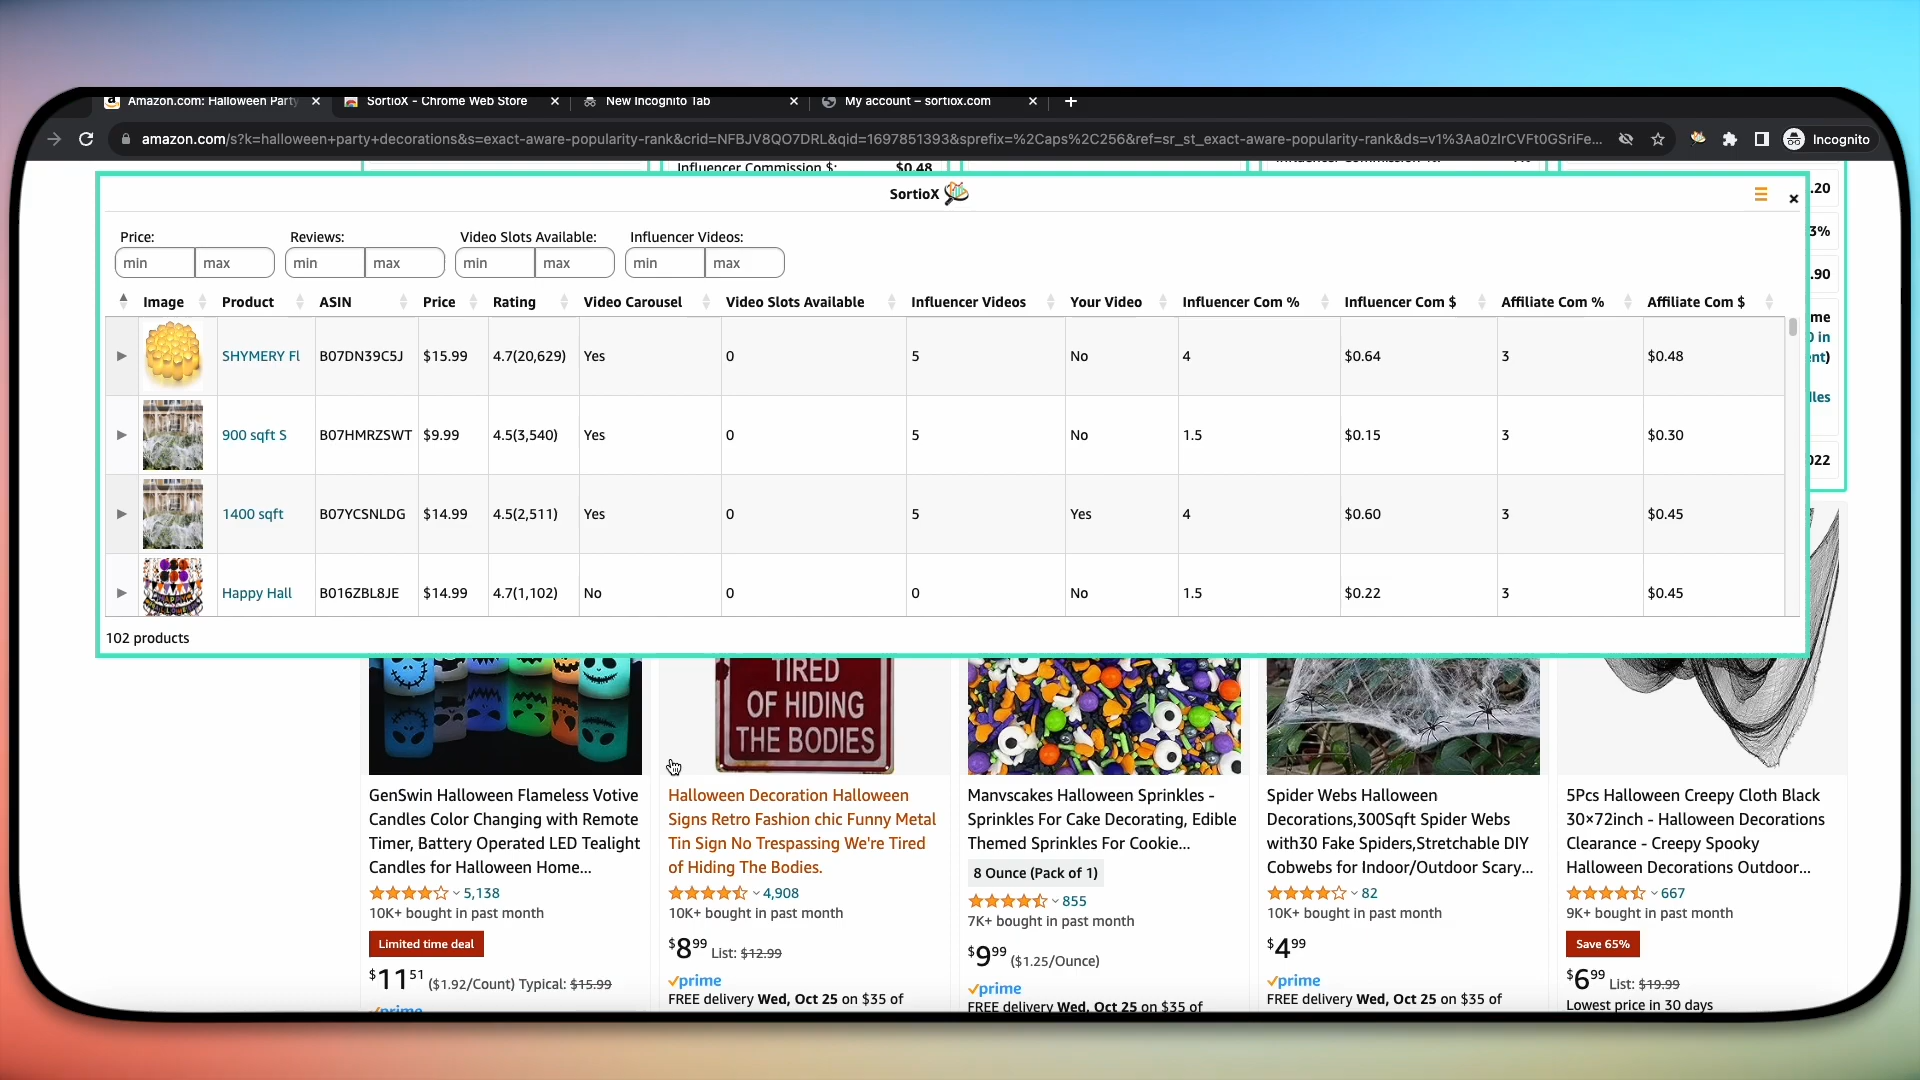 Amazon.com: Halloween Party
SortioX - Chrome Web Store
New Incognito Tab
My account – sortiox.com
amazon.com/s?k=halloween+party+decorations&s=exact-aware-popularity-rank&crid=NFBJV8QO7DRL&qid=1697851393&sprefix=%2Caps%2C256&ref=sr_st_exact-aware-popularity-rank&ds=v1%3Aa0zIrCVFt0GSriFe...
Incognito
Influencer Commission $: $0.48
SortioX
.20
3%
.90
me
0 in
ent)
lles
022
Price: Reviews: Video Slots Available: Influencer Videos:
min max min max min max min max
Image Product ASIN Price Rating Video Carousel Video Slots Available Influencer Videos Your Video Influencer Com % Influencer Com $ Affiliate Com % Affiliate Com $
SHYMERY Fl B07DN39C5J $15.99 4.7(20,629) Yes 0 5 No 4 $0.64 3 $0.48
900 sqft S B07HMRZSWT $9.99 4.5(3,540) Yes 0 5 No 1.5 $0.15 3 $0.30
1400 sqft B07YCSNLDG $14.99 4.5(2,511) Yes 0 5 Yes 4 $0.60 3 $0.45
Happy Hall B016ZBL8JE $14.99 4.7(1,102) No 0 0 No 1.5 $0.22 3 $0.45
102 products
TIRED
OF HIDING
THE BODIES
GenSwin Halloween Flameless Votive
Candles Color Changing with Remote
Timer, Battery Operated LED Tealight
Candles for Halloween Home...
5,138
10K+ bought in past month
Limited time deal
$11.51 ($1.92/Count) Typical: $15.99
prime
Halloween Decoration Halloween
Signs Retro Fashion chic Funny Metal
Tin Sign No Trespassing We're Tired
of Hiding The Bodies.
4,908
10K+ bought in past month
$8.99 List: $12.99
prime
FREE delivery Wed, Oct 25 on $35 of
Manvscakes Halloween Sprinkles -
Sprinkles For Cake Decorating, Edible
Themed Sprinkles For Cookie...
8 Ounce (Pack of 1)
855
7K+ bought in past month
$9.99 ($1.25/Ounce)
prime
FREE delivery Wed, Oct 25 on $35 of
Spider Webs Halloween
Decorations,300Sqft Spider Webs
with30 Fake Spiders,Stretchable DIY
Cobwebs for Indoor/Outdoor Scary...
82
10K+ bought in past month
$4.99
prime
FREE delivery Wed, Oct 25 on $35 of
5Pcs Halloween Creepy Cloth Black
30×72inch - Halloween Decorations
Clearance - Creepy Spooky
Halloween Decorations Outdoor...
667
9K+ bought in past month
Save 65%
$6.99 List: $19.99
Lowest price in 30 days